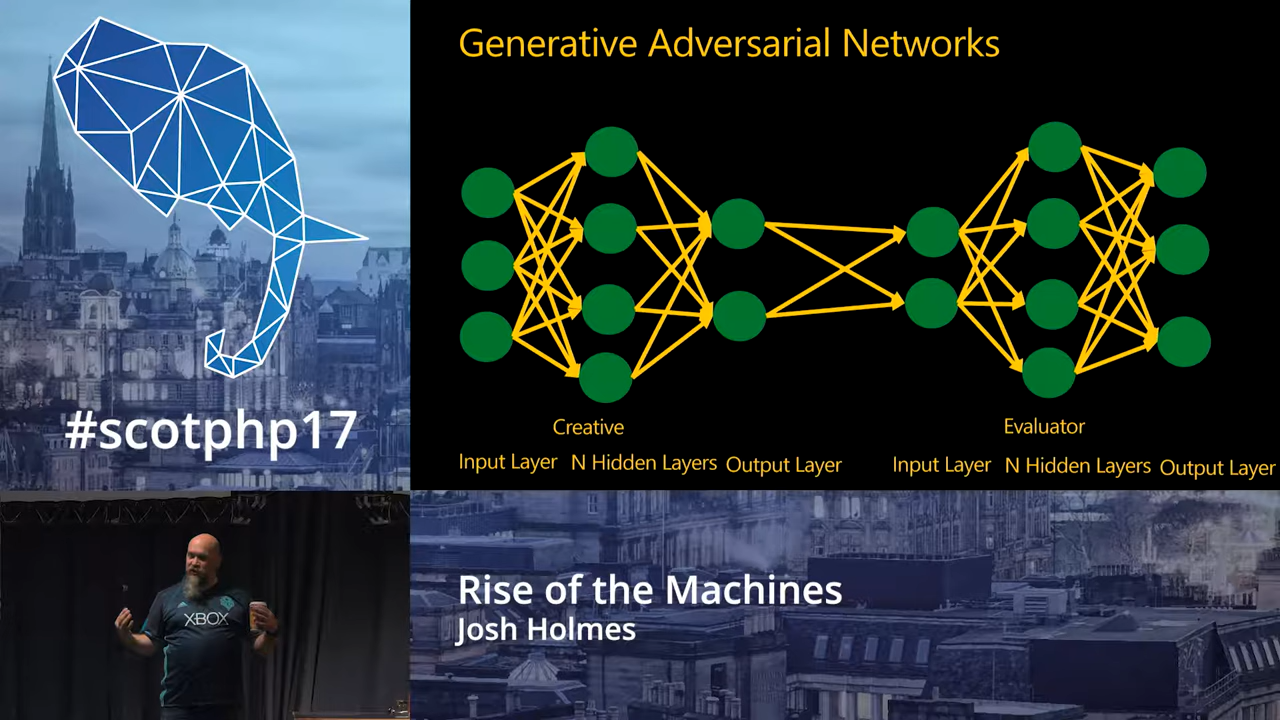 Generative Adversarial Networks
Creative
Evaluator
Input Layer N Hidden Layers Output Layer
Input Layer N Hidden Layers Output Layer
#scotphp17
XBOX
Rise of the Machines
Josh Holmes